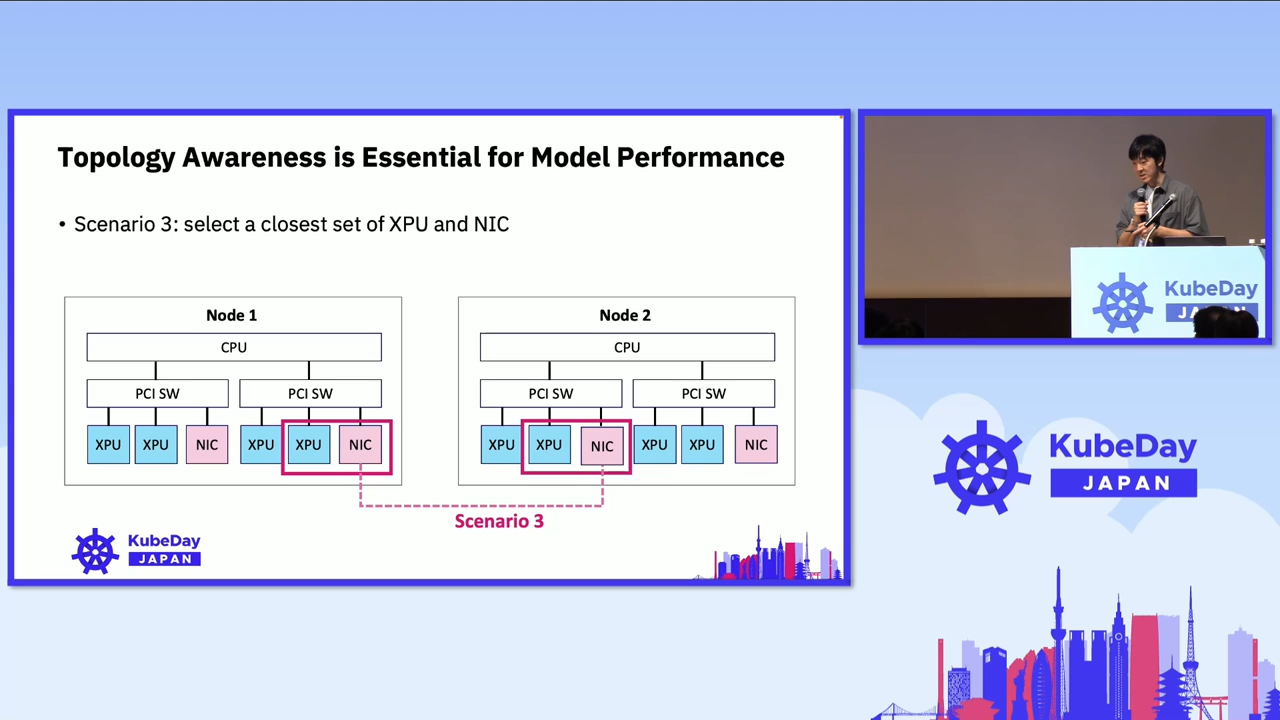 Topology Awareness is Essential for Model Performance
• Scenario 3: select a closest set of XPU and NIC
Node 1
CPU
PCI SW
PCI SW
XPU
XPU
NIC
XPU
XPU
NIC
Node 2
CPU
PCI SW
PCI SW
XPU
XPU
NIC
XPU
XPU
NIC
Scenario 3
KubeDay
JAPAN
KubeDay
JAPAN
KubeDay
JAPAN